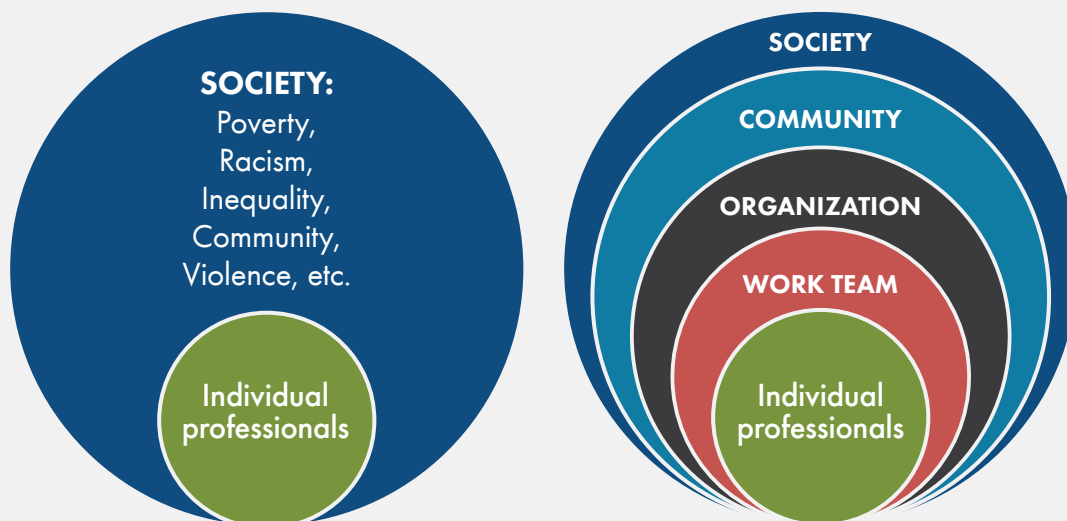 SOCIETY:
Poverty,
Racism,
Inequality,
Community,
Violence, etc.
Individual
professionals
SOCIETY
COMMUNITY
ORGANIZATION
WORK TEAM
Individual
professionals